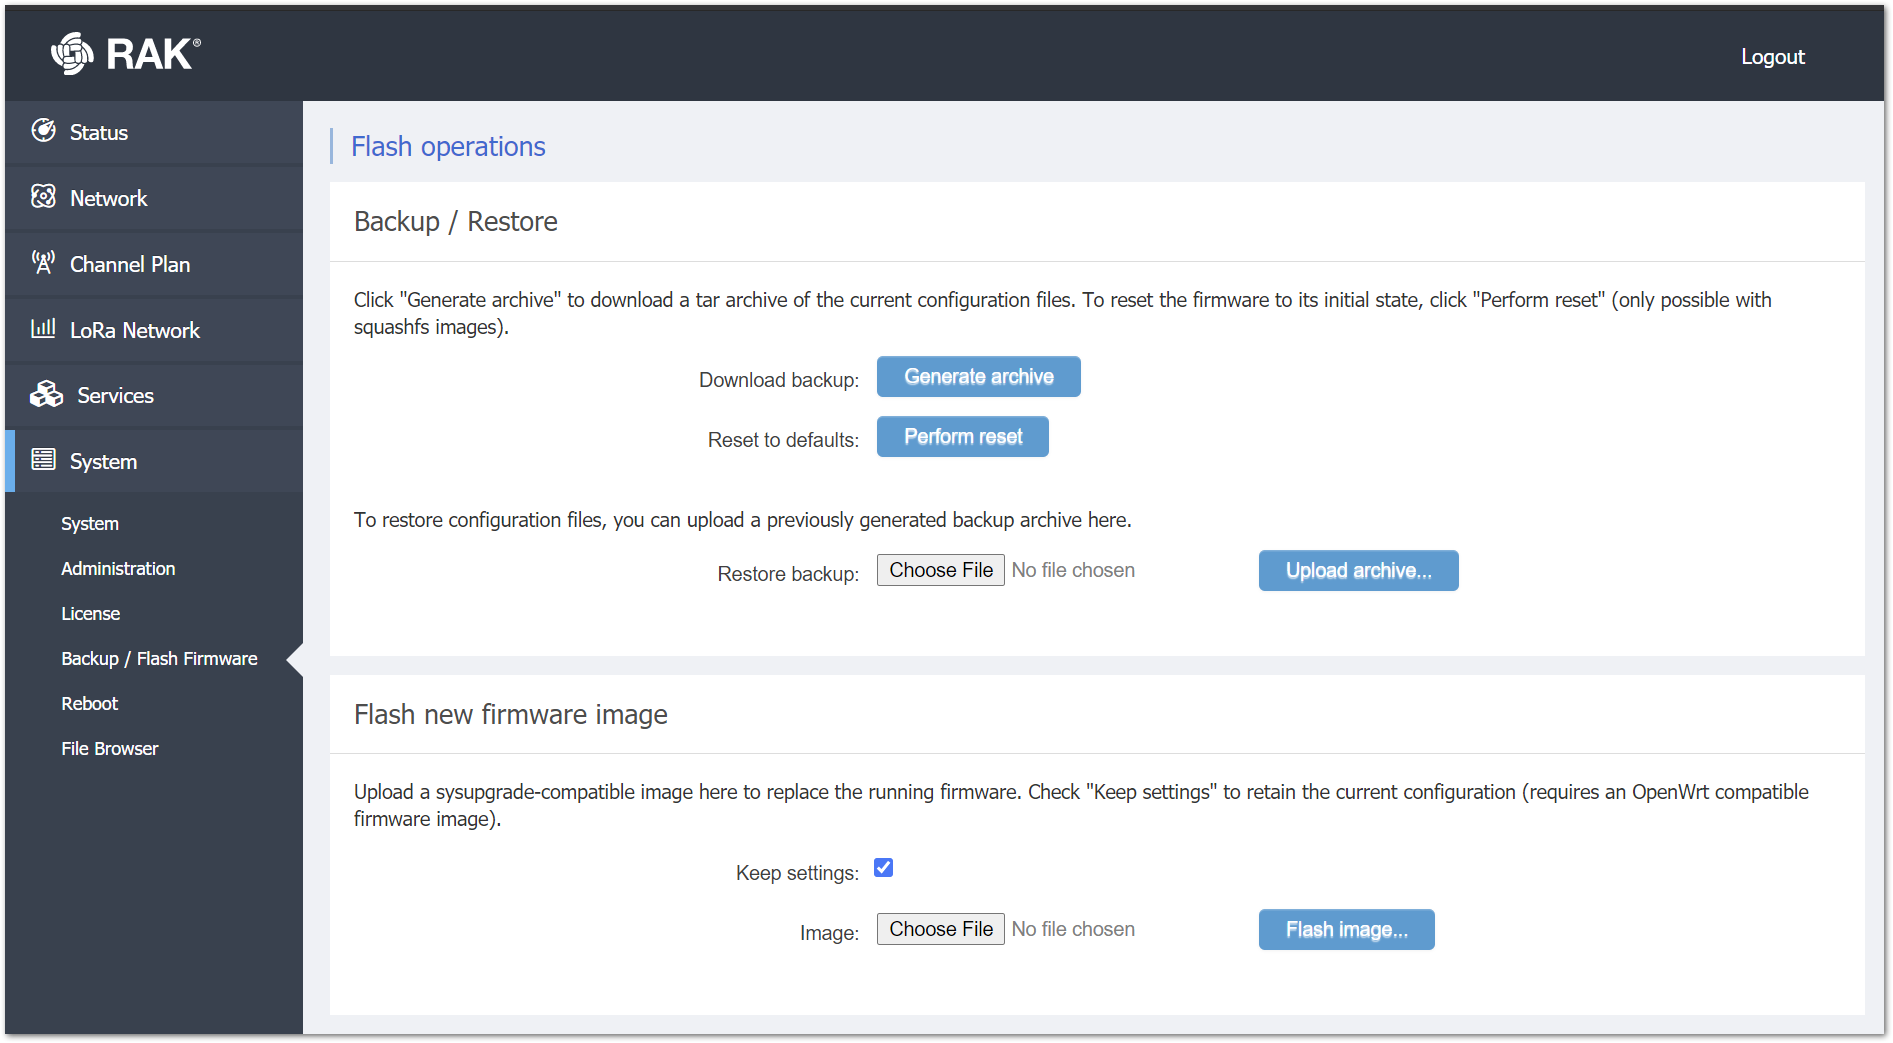 RAK®
Logout
Status
Network
Channel Plan
LoRa Network
Services
System
System
Administration
License
Backup / Flash Firmware
Reboot
File Browser
Flash operations
Backup / Restore
Click "Generate archive" to download a tar archive of the current configuration files. To reset the firmware to its initial state, click "Perform reset" (only possible with
squashfs images).
Download backup: Generate archive
Reset to defaults: Perform reset
To restore configuration files, you can upload a previously generated backup archive here.
Restore backup: Choose File No file chosen Upload archive...
Flash new firmware image
Upload a sysupgrade-compatible image here to replace the running firmware. Check "Keep settings" to retain the current configuration (requires an OpenWrt compatible
firmware image).
Keep settings:
Image: Choose File No file chosen Flash image...